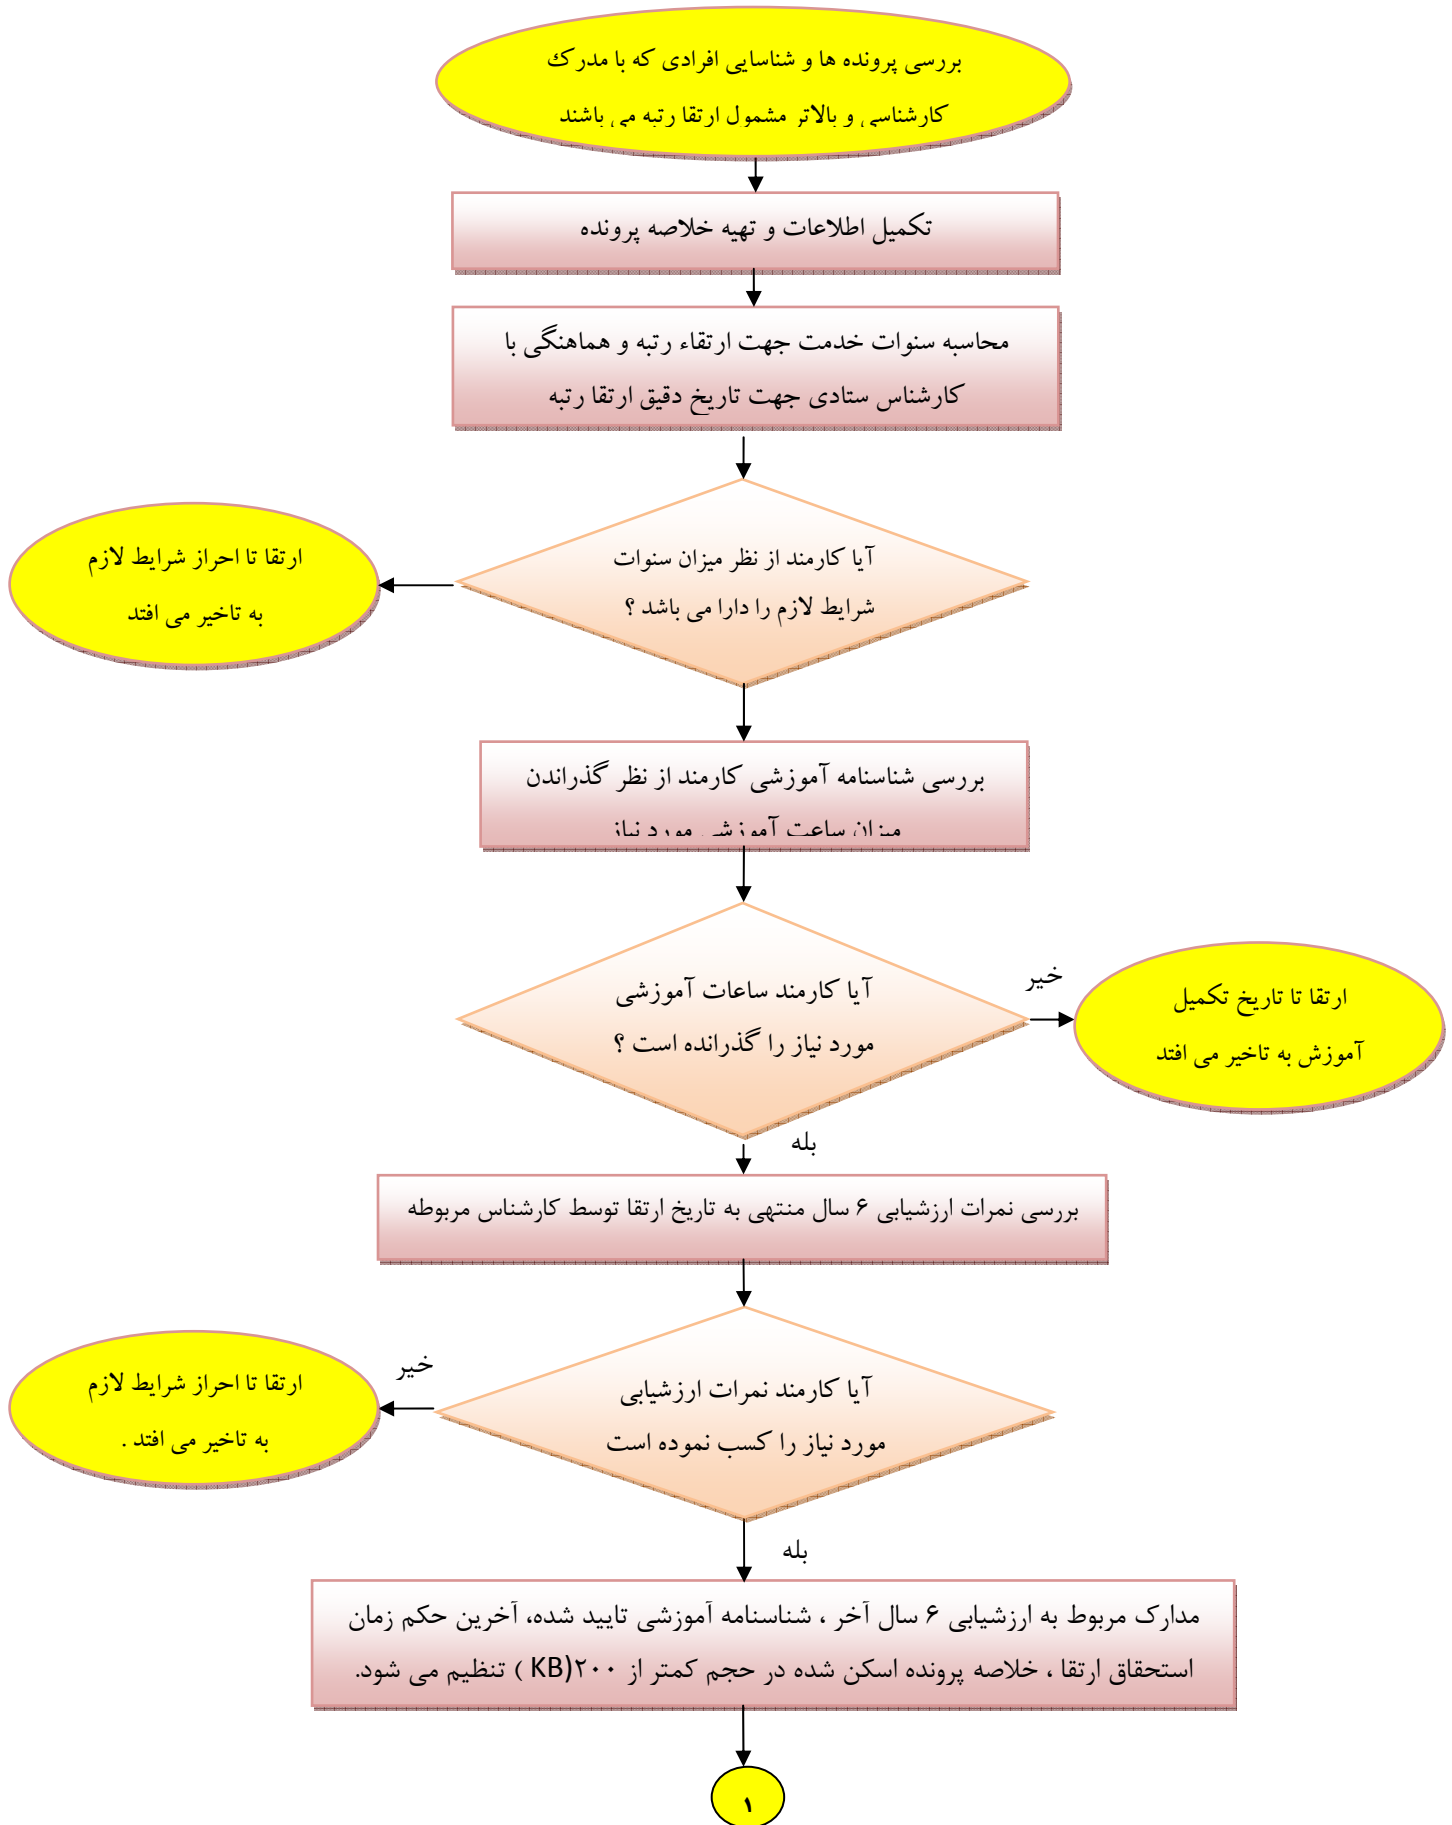 بررسی پرونده ها و شناسایی افرادی که با مدرک
کارشناسی و بالاتر مشمول ارتقا رتبه می باشند
تکمیل اطلاعات و تهیه خلاصه پرونده
محاسبه سنوات خدمت جهت ارتقاء رتبه و هماهنگی با
کارشناس ستادی جهت تاریخ دقیق ارتقا رتبه
آیا کارمند از نظر میزان سنوات
شرایط لازم را دارا می باشد ؟
ارتقا تا احراز شرایط لازم
به تاخیر می افتد
بررسی شناسنامه آموزشی کارمند از نظر گذراندن
میزان ساعت آموزشی مورد نیاز
آیا کارمند ساعات آموزشی
مورد نیاز را گذرانده است ؟
خیر
ارتقا تا تاریخ تکمیل
آموزش به تاخیر می افتد
بله
بررسی نمرات ارزشیابی ۶ سال منتهی به تاریخ ارتقا توسط کارشناس مربوطه
آیا کارمند نمرات ارزشیابی
مورد نیاز را کسب نموده است
خیر
ارتقا تا احراز شرایط لازم
به تاخیر می افتد .
بله
مدارک مربوط به ارزشیابی ۶ سال آخر ، شناسنامه آموزشی تایید شده، آخرین حکم زمان
استحقاق ارتقا ، خلاصه پرونده اسکن شده در حجم کمتر از ۲۰۰(KB ) تنظیم می شود.
۱